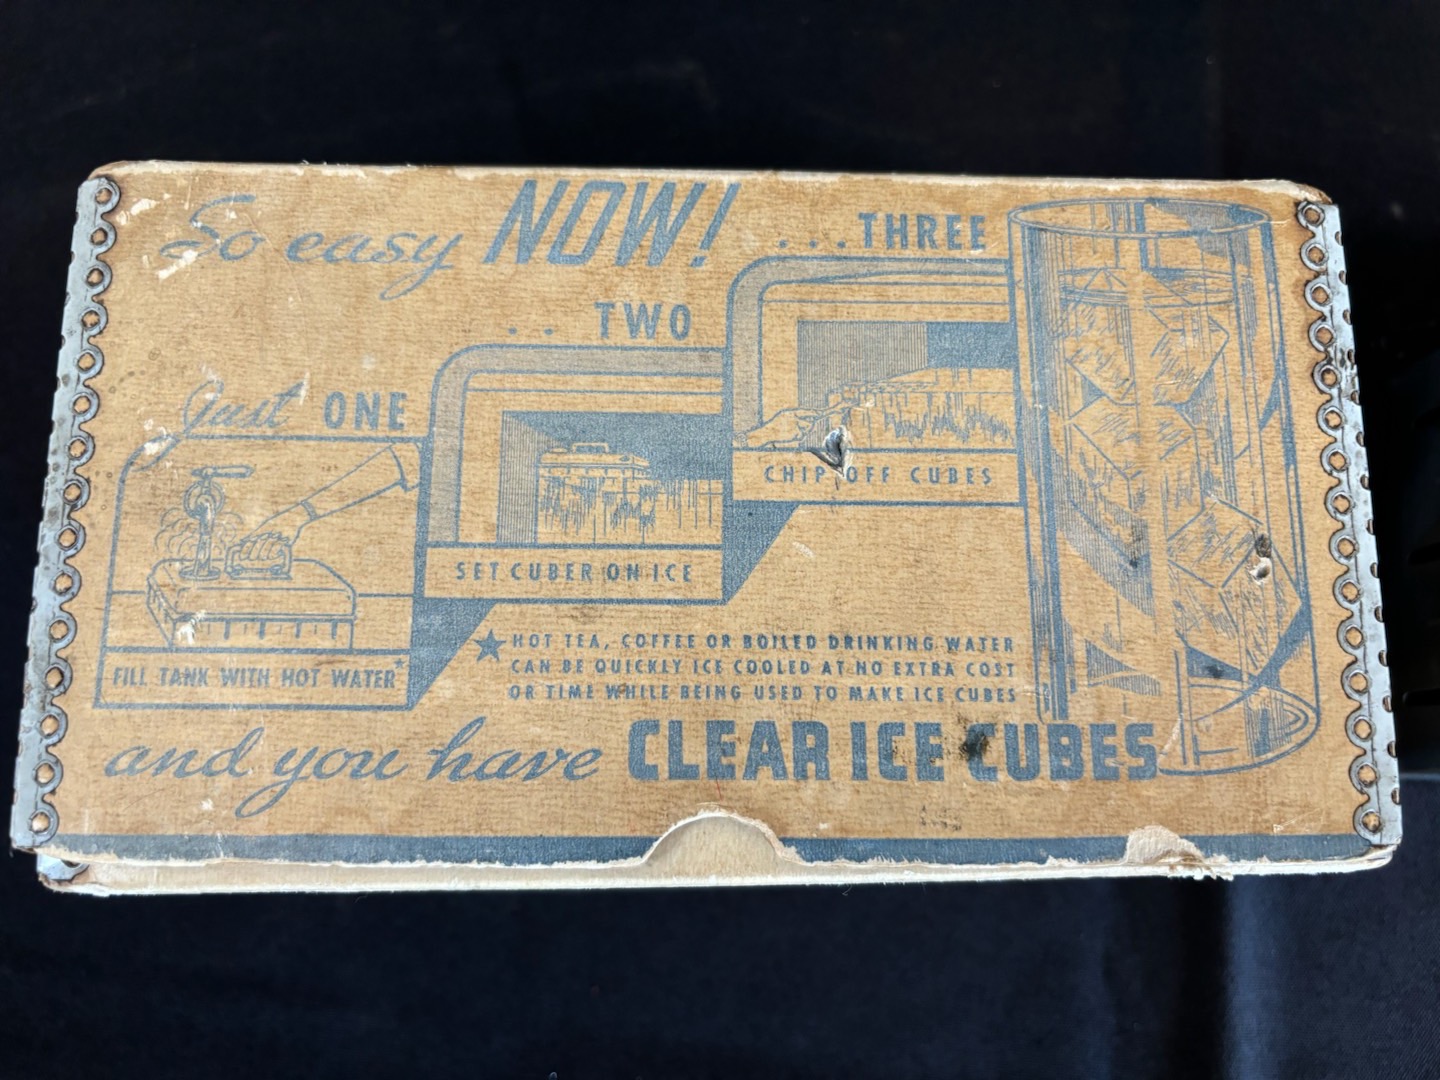 So easy NOW!
Just ONE
.. TWO
...THREE
FILL TANK WITH HOT WATER*
SET CUBER ON ICE
CHIP OFF CUBES
★ HOT TEA, COFFEE OR BOILED DRINKING WATER
CAN BE QUICKLY ICE COOLED AT NO EXTRA COST
OR TIME WHILE BEING USED TO MAKE ICE CUBES
and you have CLEAR ICE CUBES